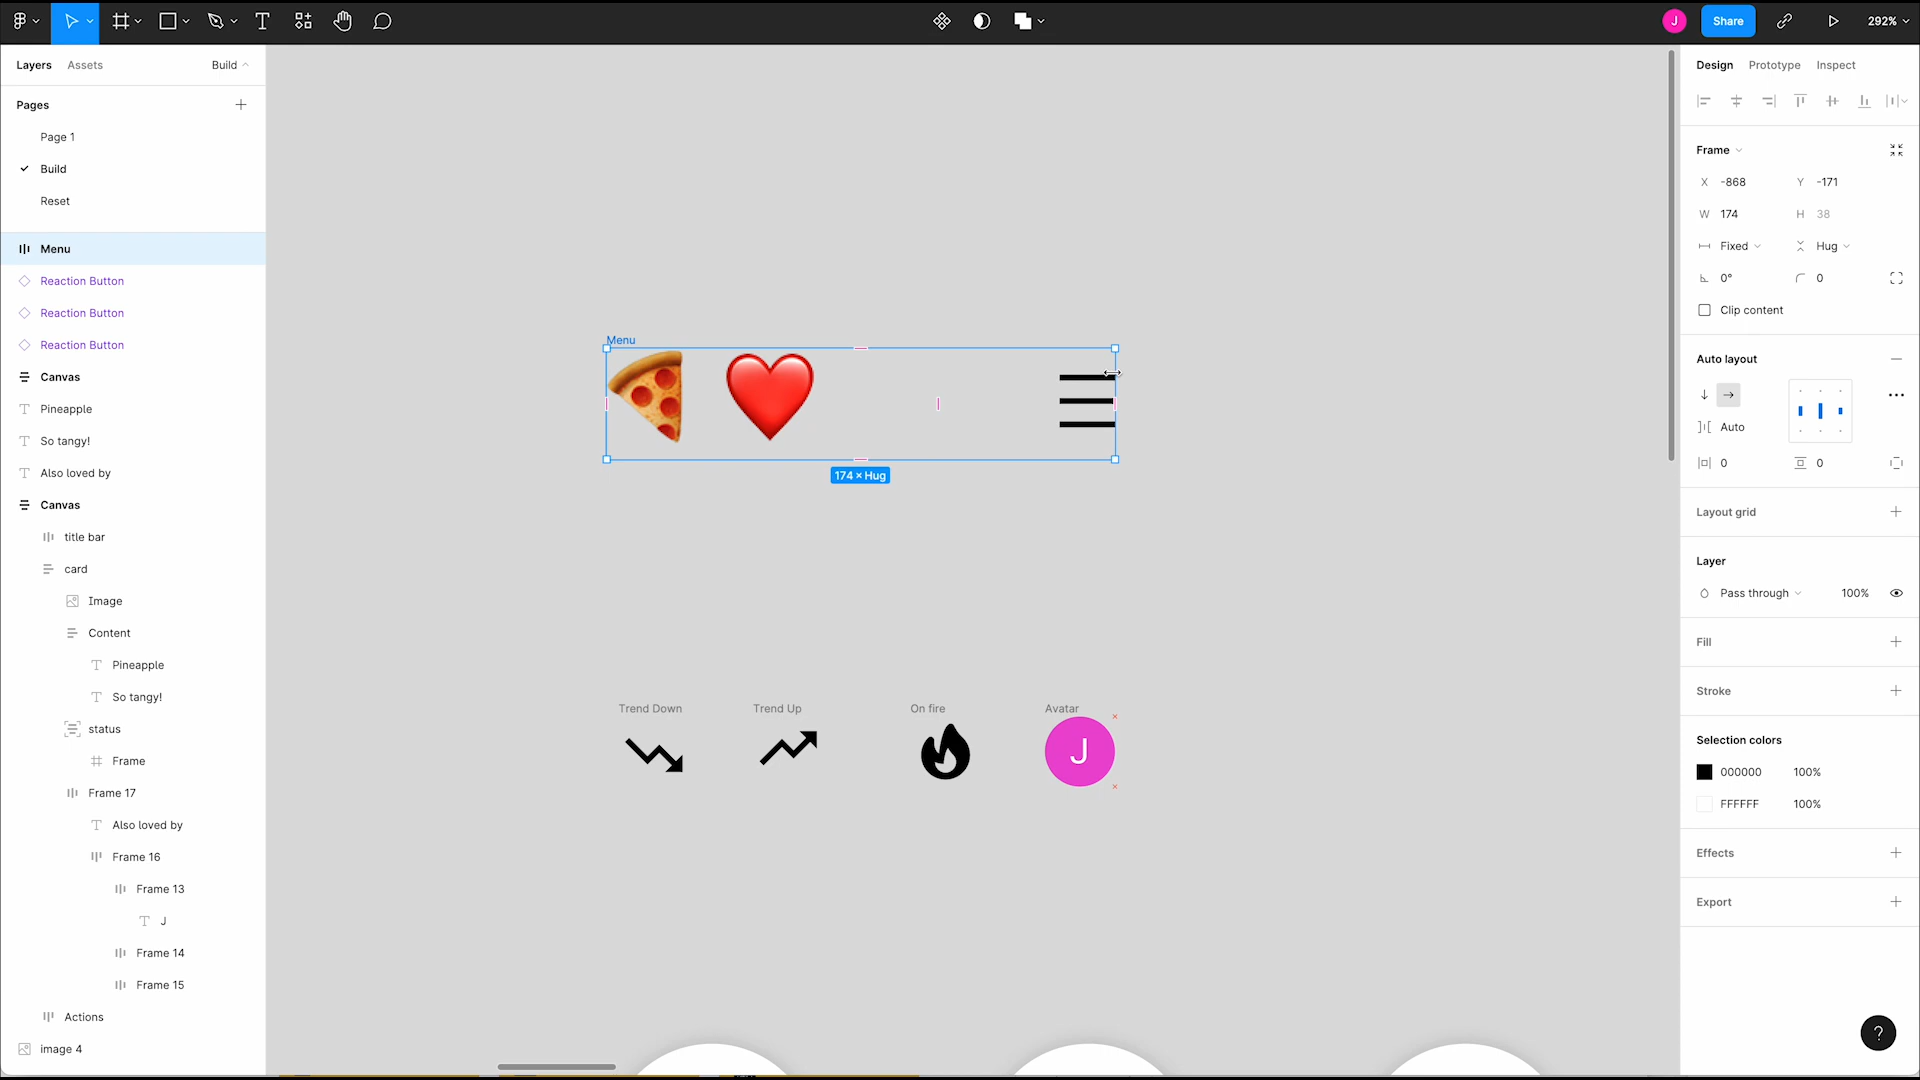 J
Share
292%
Layers
Assets
Build
Pages
Page 1
Build
Reset
Menu
Reaction Button
Reaction Button
Reaction Button
Canvas
Pineapple
So tangy!
Also loved by
Canvas
title bar
card
Image
Content
Pineapple
So tangy!
status
Frame
Frame 17
Also loved by
Frame 16
Frame 13
J
Frame 14
Frame 15
Actions
image 4
Menu
174 × Hug
Trend Down
Trend Up
On fire
Avatar
J
Design
Prototype
Inspect
Frame
X -868
Y -171
W 174
H 38
Fixed
Hug
0°
0
Clip content
Auto layout
Auto
0
0
Layout grid
Layer
Pass through
100%
Fill
Stroke
Selection colors
000000 100%
FFFFFF 100%
Effects
Export
?